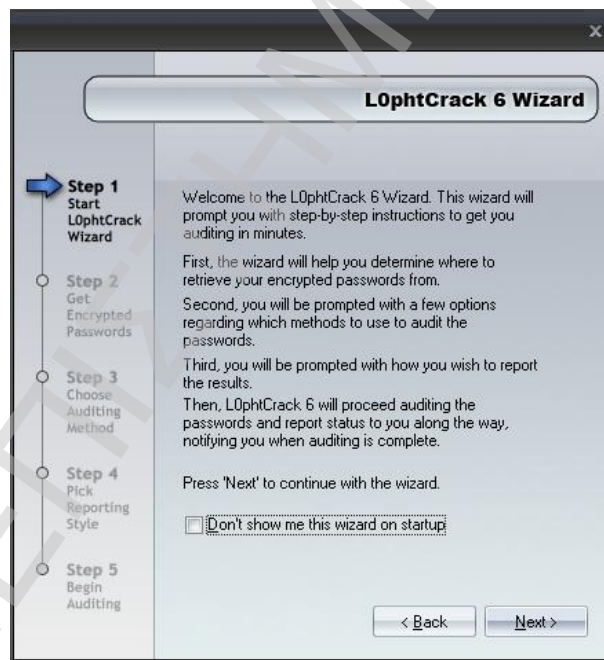 x
L0phtCrack 6 Wizard
Step 1
Start
L0phtCrack
Wizard
Step 2
Get
Encrypted
Passwords
Step 3
Choose
Auditing
Method
Step 4
Pick
Reporting
Style
Step 5
Begin
Auditing
Welcome to the L0phtCrack 6 Wizard. This wizard will
prompt you with step-by-step instructions to get you
auditing in minutes.
First, the wizard will help you determine where to
retrieve your encrypted passwords from.
Second, you will be prompted with a few options
regarding which methods to use to audit the
passwords.
Third, you will be prompted with how you wish to report
the results.
Then, L0phtCrack 6 will proceed auditing the
passwords and report status to you along the way,
notifying you when auditing is complete.
Press 'Next' to continue with the wizard.
Don't show me this wizard on startup
< Back
Next >